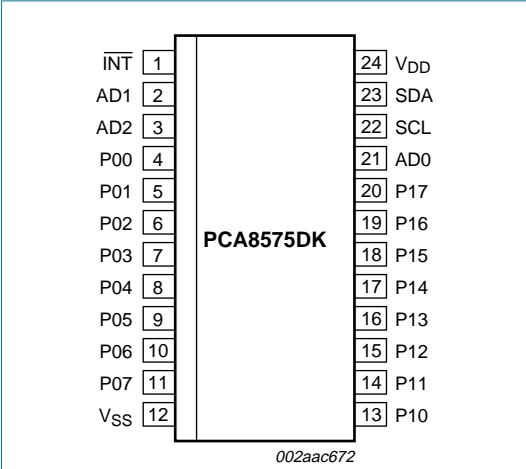 INT 1 24 VDD
AD1 2 23 SDA
AD2 3 22 SCL
P00 4 21 AD0
P01 5 20 P17
P02 6 19 P16
P03 7 PCA8575DK 18 P15
P04 8 17 P14
P05 9 16 P13
P06 10 15 P12
P07 11 14 P11
VSS 12 13 P10
002aac672